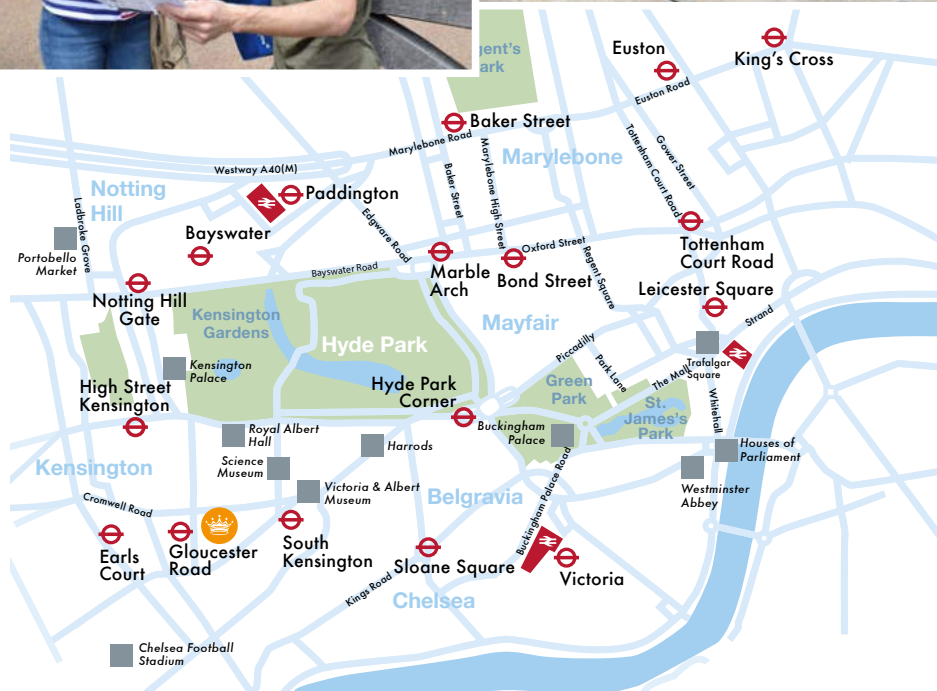 gent's
ark
Euston
King's Cross
Euston Road
Baker Street
Marylebone Road
Marylebone
Tottenham Court Road
Gower Street
Westway A40(M)
Notting
Hill
Paddington
Baker Street
Marylebone High Street
Ladbroke Grove
Edgware Road
Bayswater
Portobello
Market
Oxford Street
Tottenham
Court Road
Marble
Arch
Bond Street
Regent Square
Bayswater Road
Leicester Square
Notting Hill
Gate
Kensington
Gardens
Mayfair
Strand
Hyde Park
Piccadilly
Trafalgar
Square
Kensington
Palace
Park Lane
The Mall
High Street
Kensington
Hyde Park
Corner
Green
Park
St.
James's
Park
Whitehall
Royal Albert
Hall
Harrods
Buckingham
Palace
Houses of
Parliament
Kensington
Science
Museum
Victoria & Albert
Museum
Belgravia
Buckingham Palace Road
Westminster
Abbey
Cromwell Road
Earls
Court
Gloucester
Road
South
Kensington
Sloane Square
Victoria
Kings Road
Chelsea
Chelsea Football
Stadium